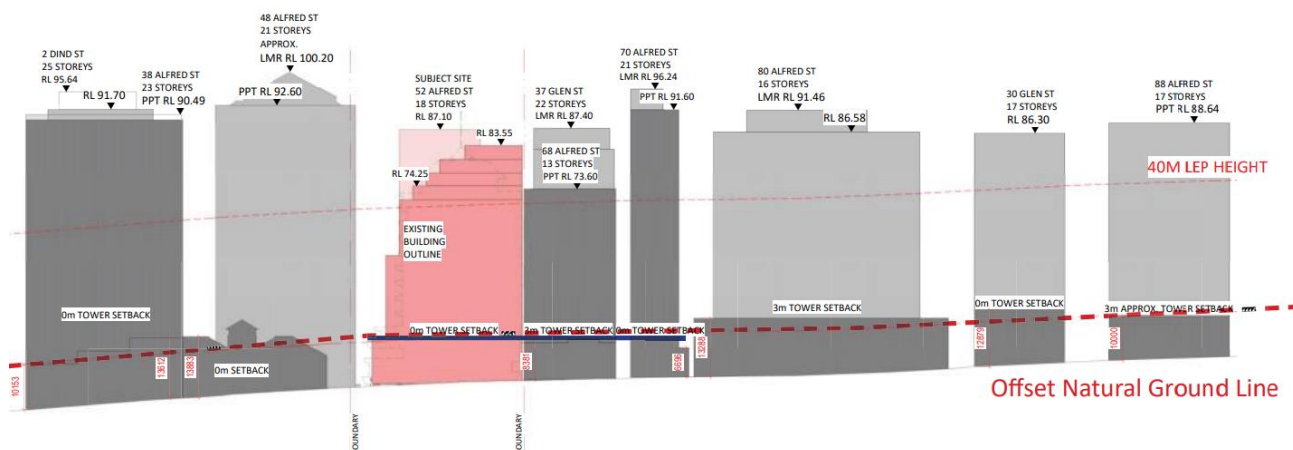 2 DIND ST
25 STOREYS
RL 95.64
RL 91.70
38 ALFRED ST
23 STOREYS
PPT RL 90.49
48 ALFRED ST
21 STOREYS
APPROX.
LMR RL 100.20
PPT RL 92.60
SUBJECT SITE
52 ALFRED ST
18 STOREYS
RL 87.10
RL 83.55
RL 74.25
EXISTING
BUILDING
OUTLINE
37 GLEN ST
22 STOREYS
LMR RL 87.40
68 ALFRED ST
13 STOREYS
PPT RL 73.60
70 ALFRED ST
21 STOREYS
LMR RL 96.24
PPT RL 91.60
80 ALFRED ST
16 STOREYS
LMR RL 91.46
RL 86.58
30 GLEN ST
17 STOREYS
RL 86.30
88 ALFRED ST
17 STOREYS
PPT RL 88.64
40M LEP HEIGHT
0m TOWER SETBACK
0m SETBACK
0m TOWER SETBACK
3m TOWER SETBACK
0m TOWER SETBACK
3m TOWER SETBACK
0m TOWER SETBACK
3m APPROX. TOWER SETBACK
10153
13612
13883
8381
6696
13288
12879
10000
Offset Natural Ground Line
OUNDARY
OUNDARY